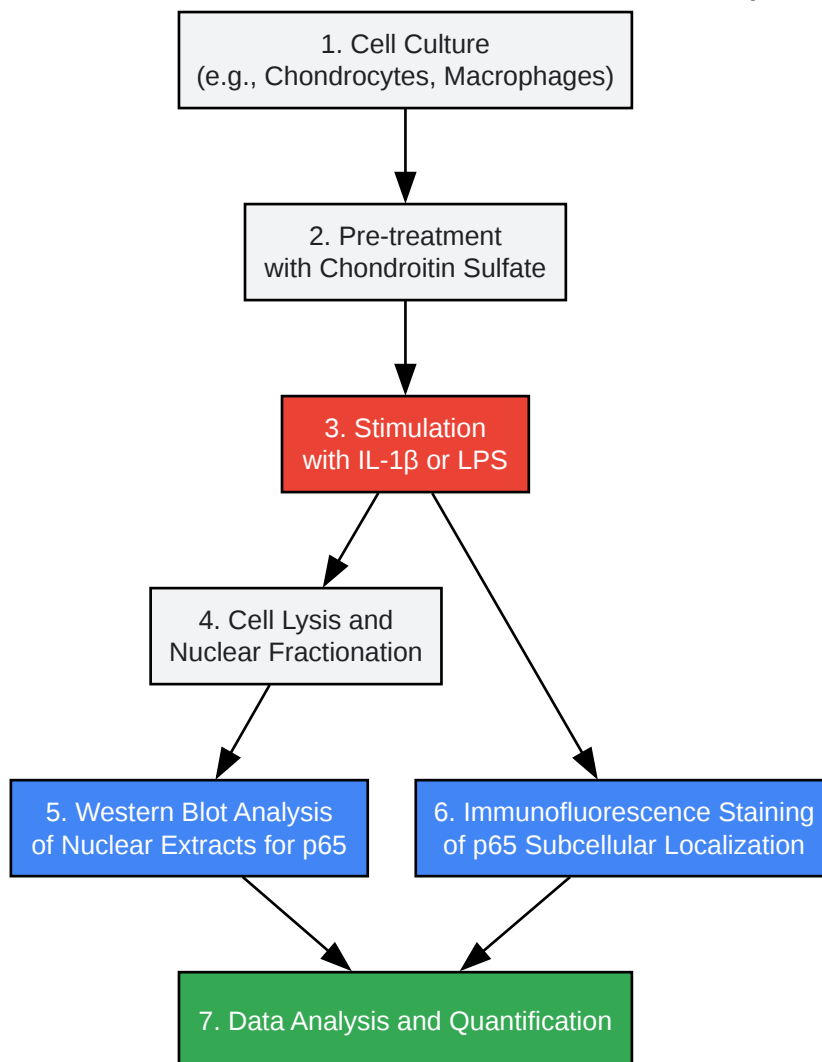 1. Cell Culture
(e.g., Chondrocytes, Macrophages)
2. Pre-treatment
with Chondroitin Sulfate
3. Stimulation
with IL-1β or LPS
4. Cell Lysis and
Nuclear Fractionation
5. Western Blot Analysis
of Nuclear Extracts for p65
6. Immunofluorescence Staining
of p65 Subcellular Localization
7. Data Analysis and Quantification